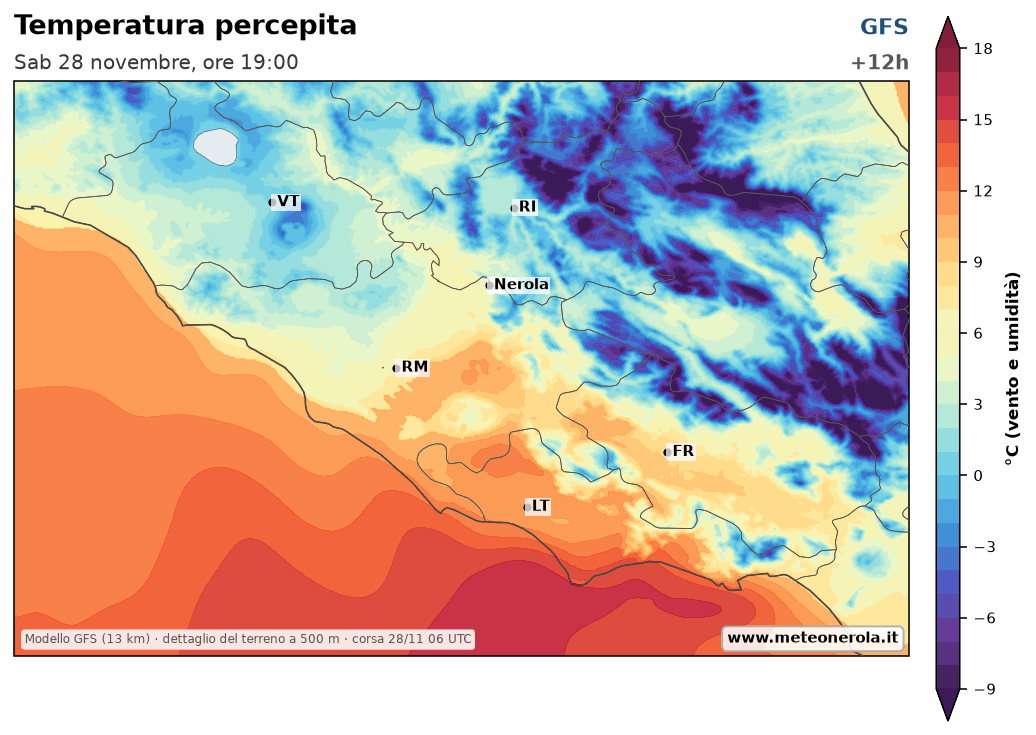 Temperatura percepita
GFS
Sab 28 novembre, ore 19:00
+12h
VT
RI
Nerola
RM
FR
LT
Modello GFS (13 km) · dettaglio del terreno a 500 m · corsa 28/11 06 UTC
www.meteonerola.it
18
15
12
9
6
3
0
−3
−6
−9
°C (vento e umidità)